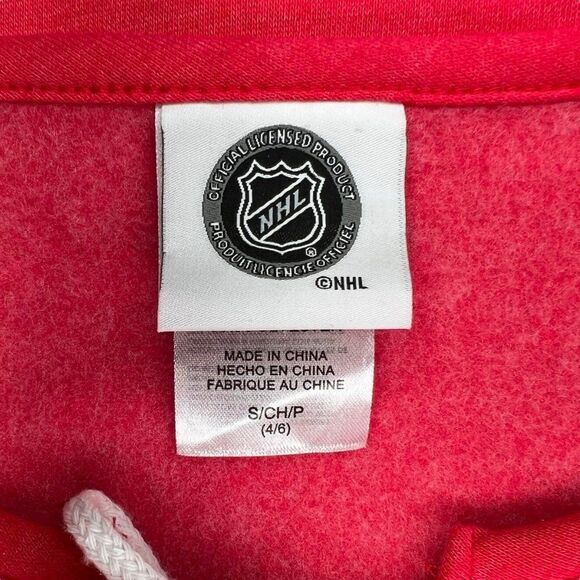 OFFICIAL LICENSED PRODUCT
NHL
®
PRODUIT LICENCIE OFFICIEL
©NHL
MADE IN CHINA
HECHO EN CHINA
FABRIQUE AU CHINE
S/CH/P
(4/6)